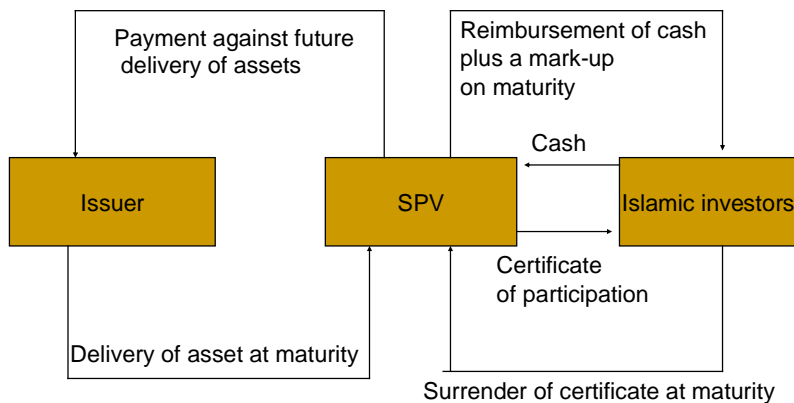 Payment against future
delivery of assets
Reimbursement of cash
plus a mark-up
on maturity
Cash
Issuer
SPV
Islamic investors
Certificate
of participation
Delivery of asset at maturity
Surrender of certificate at maturity